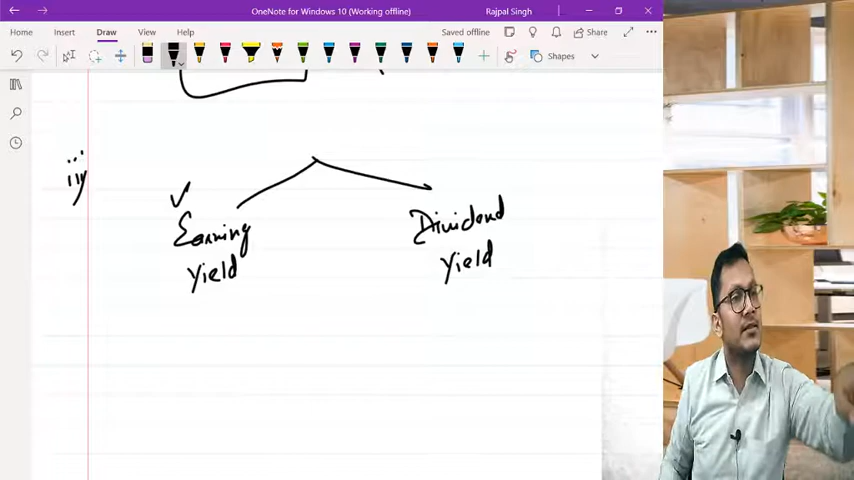 OneNote for Windows 10 (Working offline)
Rajpal Singh
Home
Insert
Draw
View
Help
Saved offline
Share
Shapes
iii)
✓
Earning
yield
Dividend
yield